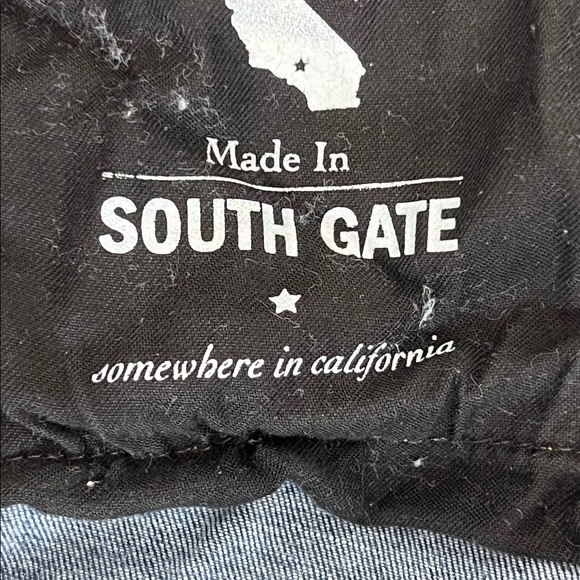 Made In
SOUTH GATE
somewhere in california